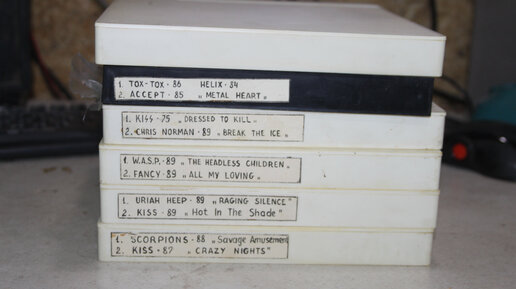 1. TOX-TOX · 86 HELIX · 84
2. ACCEPT · 85 „METAL HEART„
1. KISS · 75 „DRESSED TO KILL„
2. CHRIS NORMAN · 89 „BREAK THE ICE„
1. W.A.S.P. · 89 „THE HEADLESS CHILDREN„
2. FANCY · 89 „ALL MY LOVING„
1. URIAH HEEP · 89 „RAGING SILENCE"
2. KISS · 89 „Hot In The Shade"
1. SCORPIONS · 88 „Savage Amusement
2. KISS · 87 „CRAZY NIGHTS"